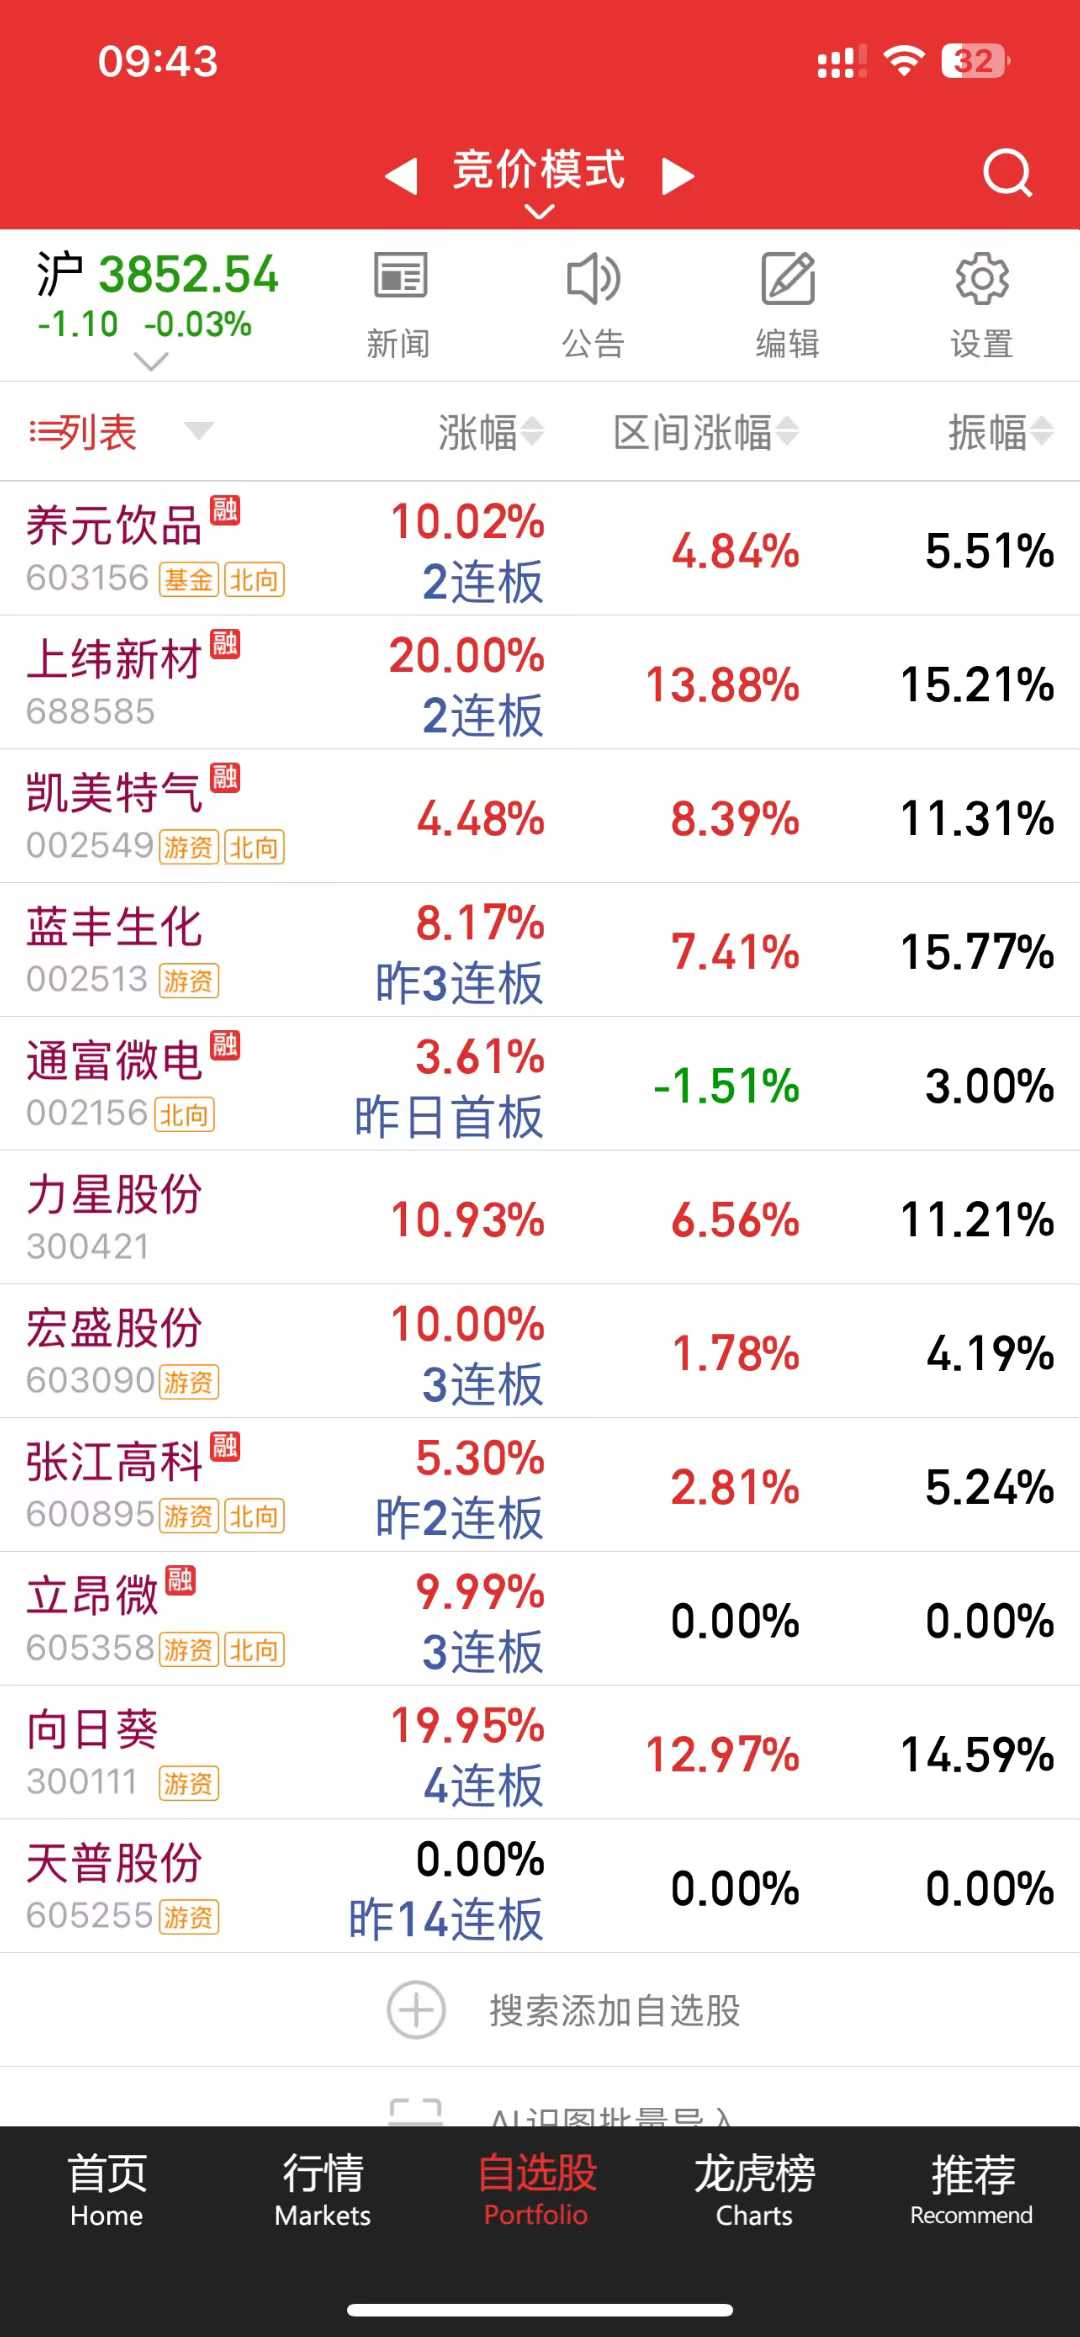 09:43
32
竞价模式
沪 3852.54
-1.10 -0.03%
新闻 公告 编辑 设置
列表 涨幅 区间涨幅 振幅
养元饮品 融 10.02% 4.84% 5.51%
603156 基金 北向 2连板
上纬新材 融 20.00% 13.88% 15.21%
688585 2连板
凯美特气 融 4.48% 8.39% 11.31%
002549 游资 北向
蓝丰生化 8.17% 7.41% 15.77%
002513 游资 昨3连板
通富微电 融 3.61% -1.51% 3.00%
002156 北向 昨日首板
力星股份 10.93% 6.56% 11.21%
300421
宏盛股份 10.00% 1.78% 4.19%
603090 游资 3连板
张江高科 融 5.30% 2.81% 5.24%
600895 游资 北向 昨2连板
立昂微 融 9.99% 0.00% 0.00%
605358 游资 北向 3连板
向日葵 19.95% 12.97% 14.59%
300111 游资 4连板
天普股份 0.00% 0.00% 0.00%
605255 游资 昨14连板
搜索添加自选股
AI识图批量导入
首页 行情 自选股 龙虎榜 推荐
Home Markets Portfolio Charts Recommend